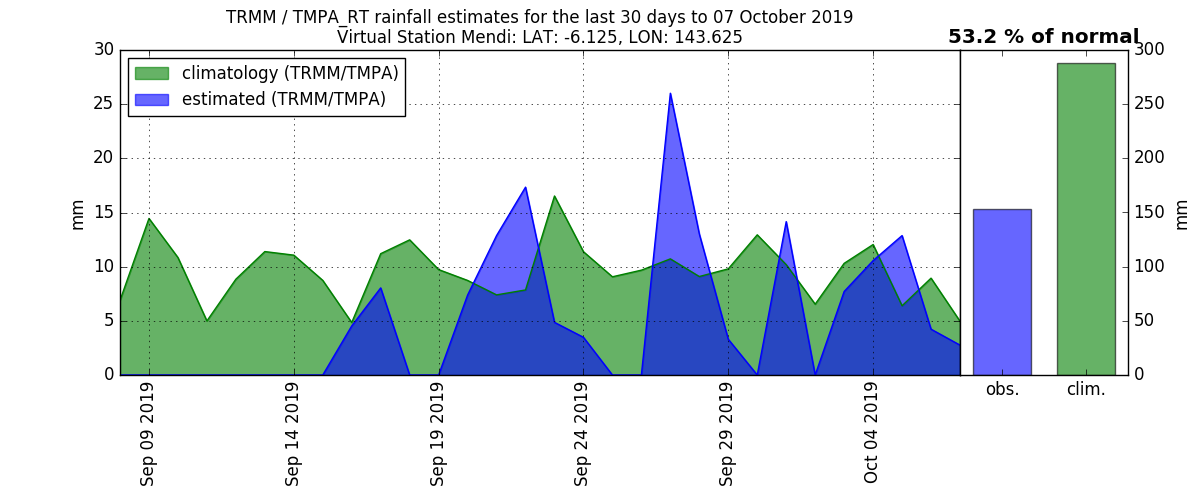 TRMM / TMPA_RT rainfall estimates for the last 30 days to 07 October 2019
Virtual Station Mendi: LAT: -6.125, LON: 143.625
53.2 % of normal
climatology (TRMM/TMPA)
estimated (TRMM/TMPA)
mm
30
25
20
15
10
5
0
Sep 09 2019
Sep 14 2019
Sep 19 2019
Sep 24 2019
Sep 29 2019
Oct 04 2019
obs.
clim.
300
250
200
150
100
50
0
mm